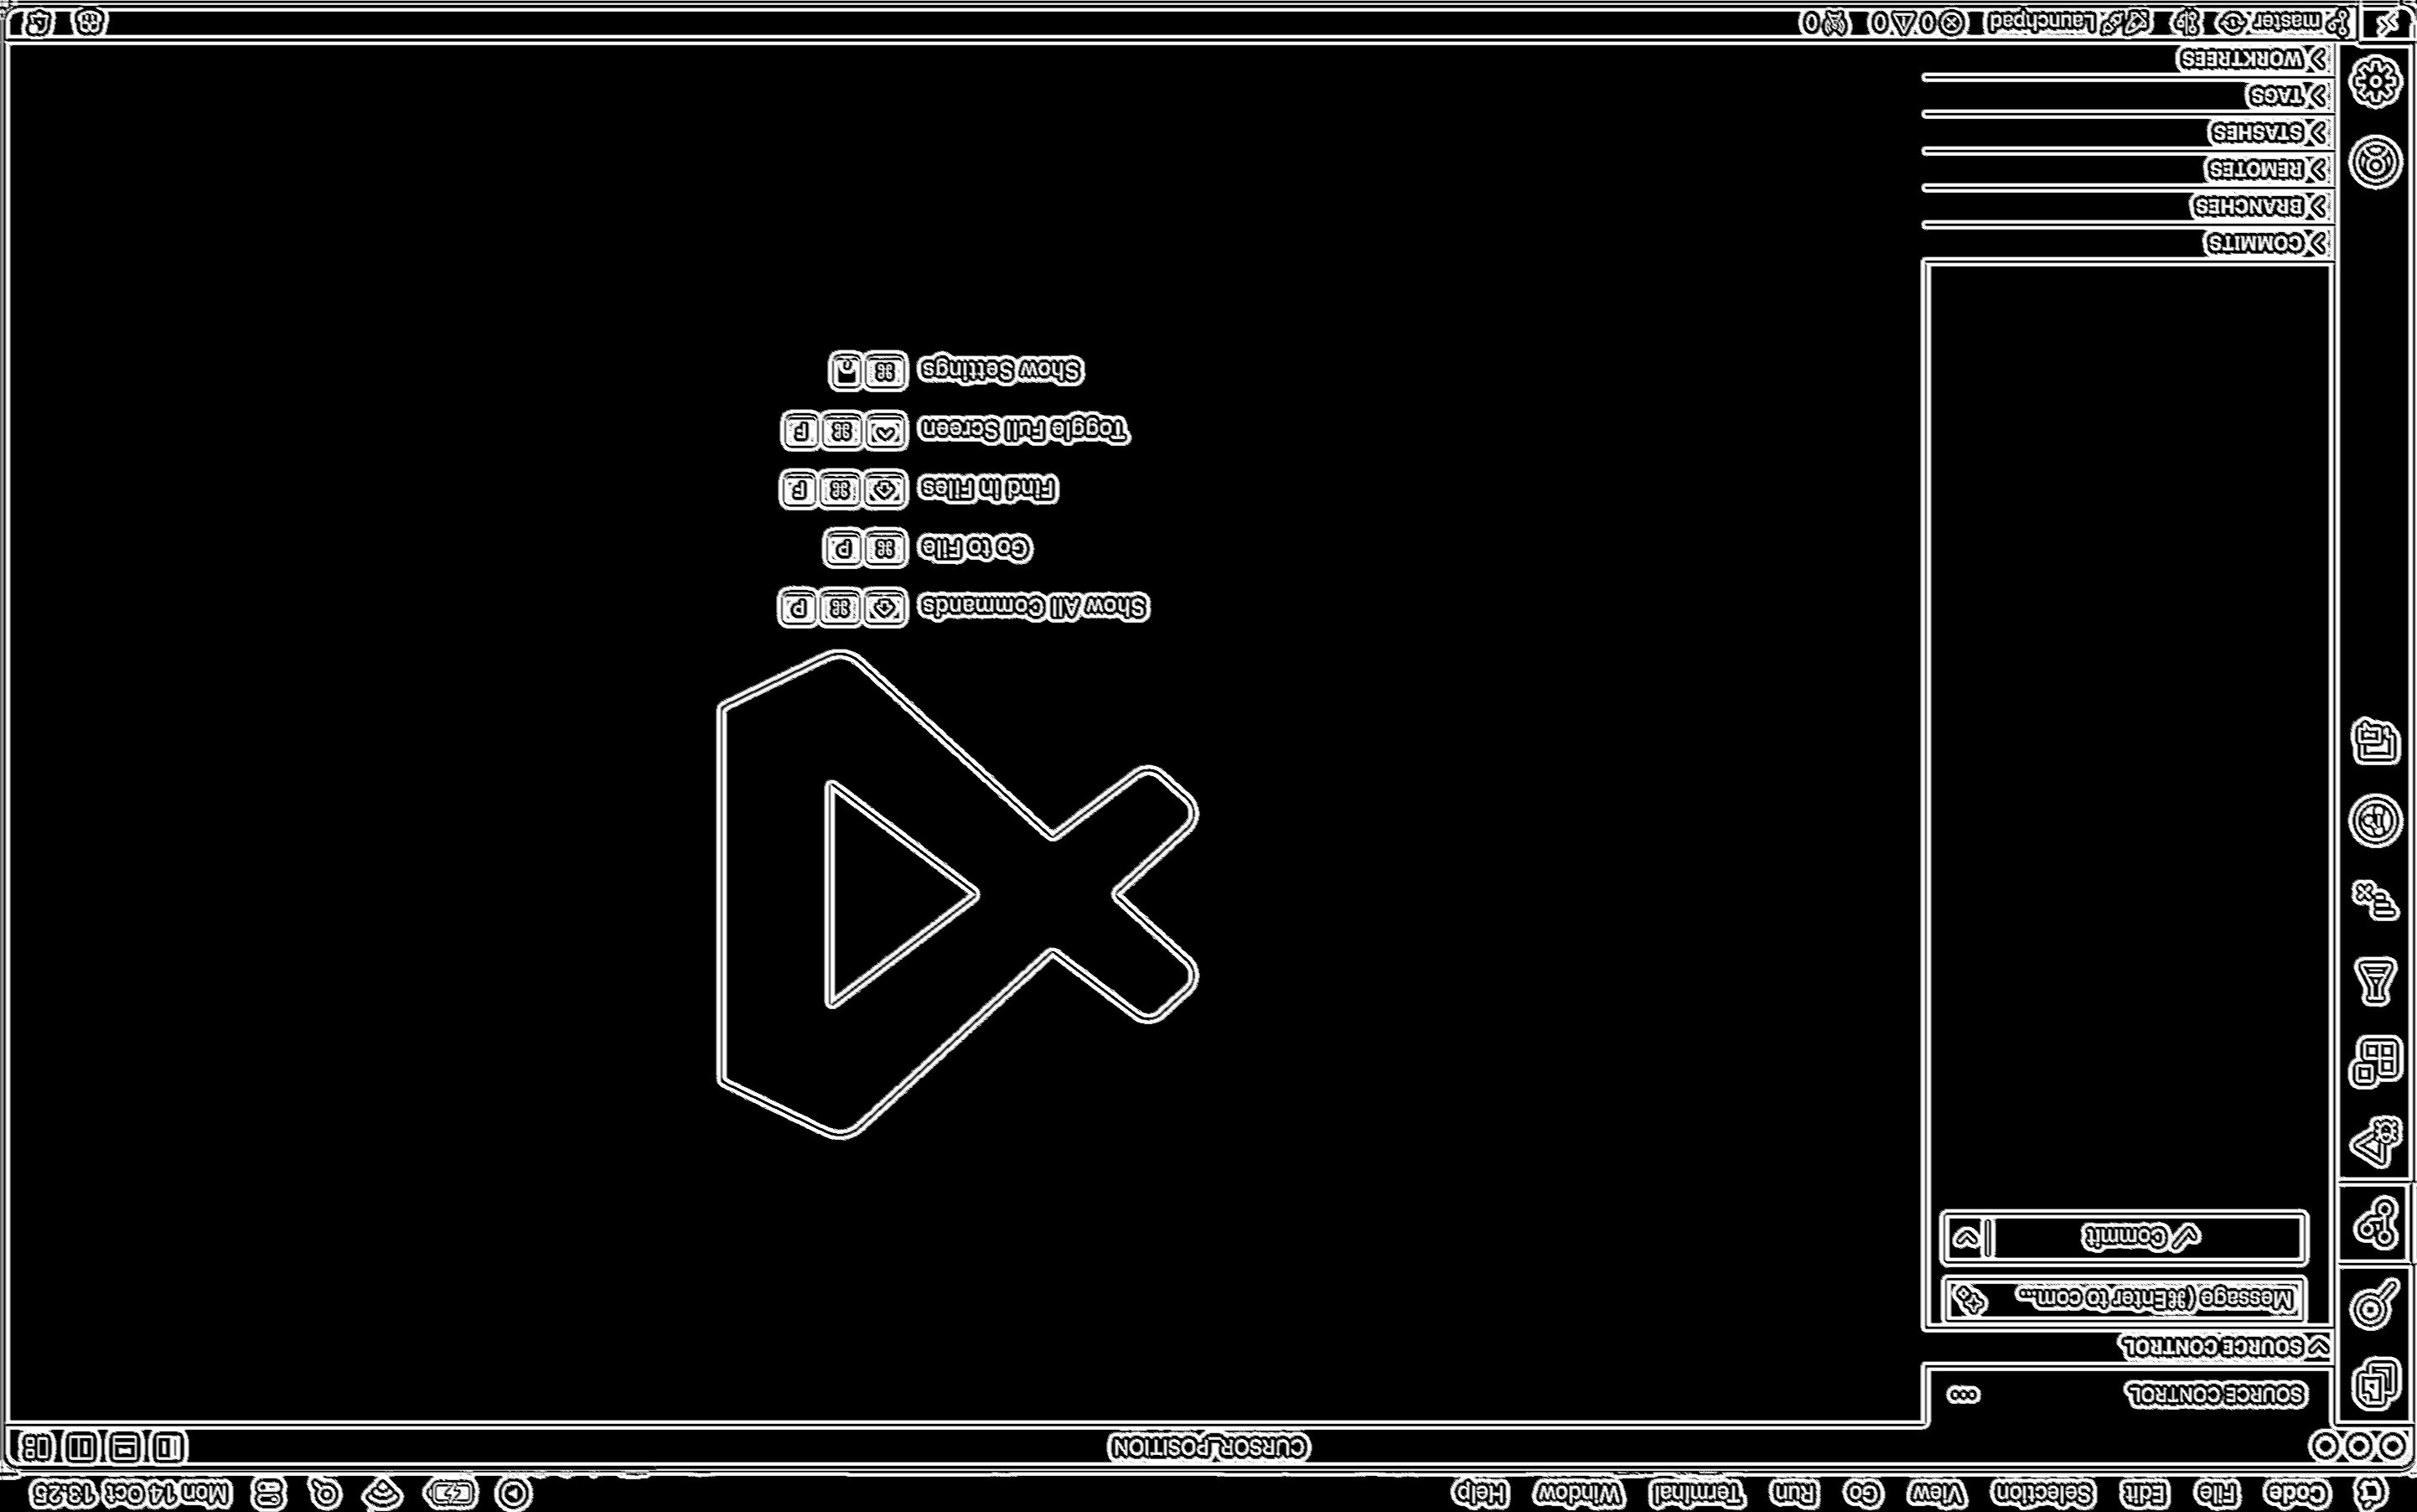 Code File Edit Selection View Go Run Terminal Window Help Mon 14 Oct 13.25
CURSOR_POSITION
SOURCE CONTROL
SOURCE CONTROL
Message (⌘Enter to com...
Commit
Show All Commands ⌘ P
Go to File ⌘ P
Find in Files ⌘ F
Toggle Full Screen ⌘ F
Show Settings ⌘ ,
COMMITS
BRANCHES
REMOTES
STASHES
TAGS
WORKTREES
master Launchpad 0 0 0